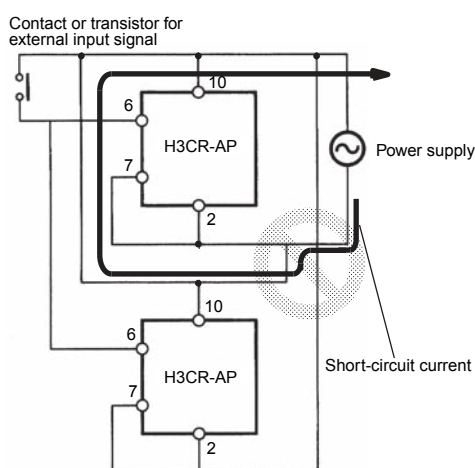 Contact or transistor for
external input signal
10
6
H3CR-AP
7
2
Power supply
10
6
H3CR-AP
7
2
Short-circuit current